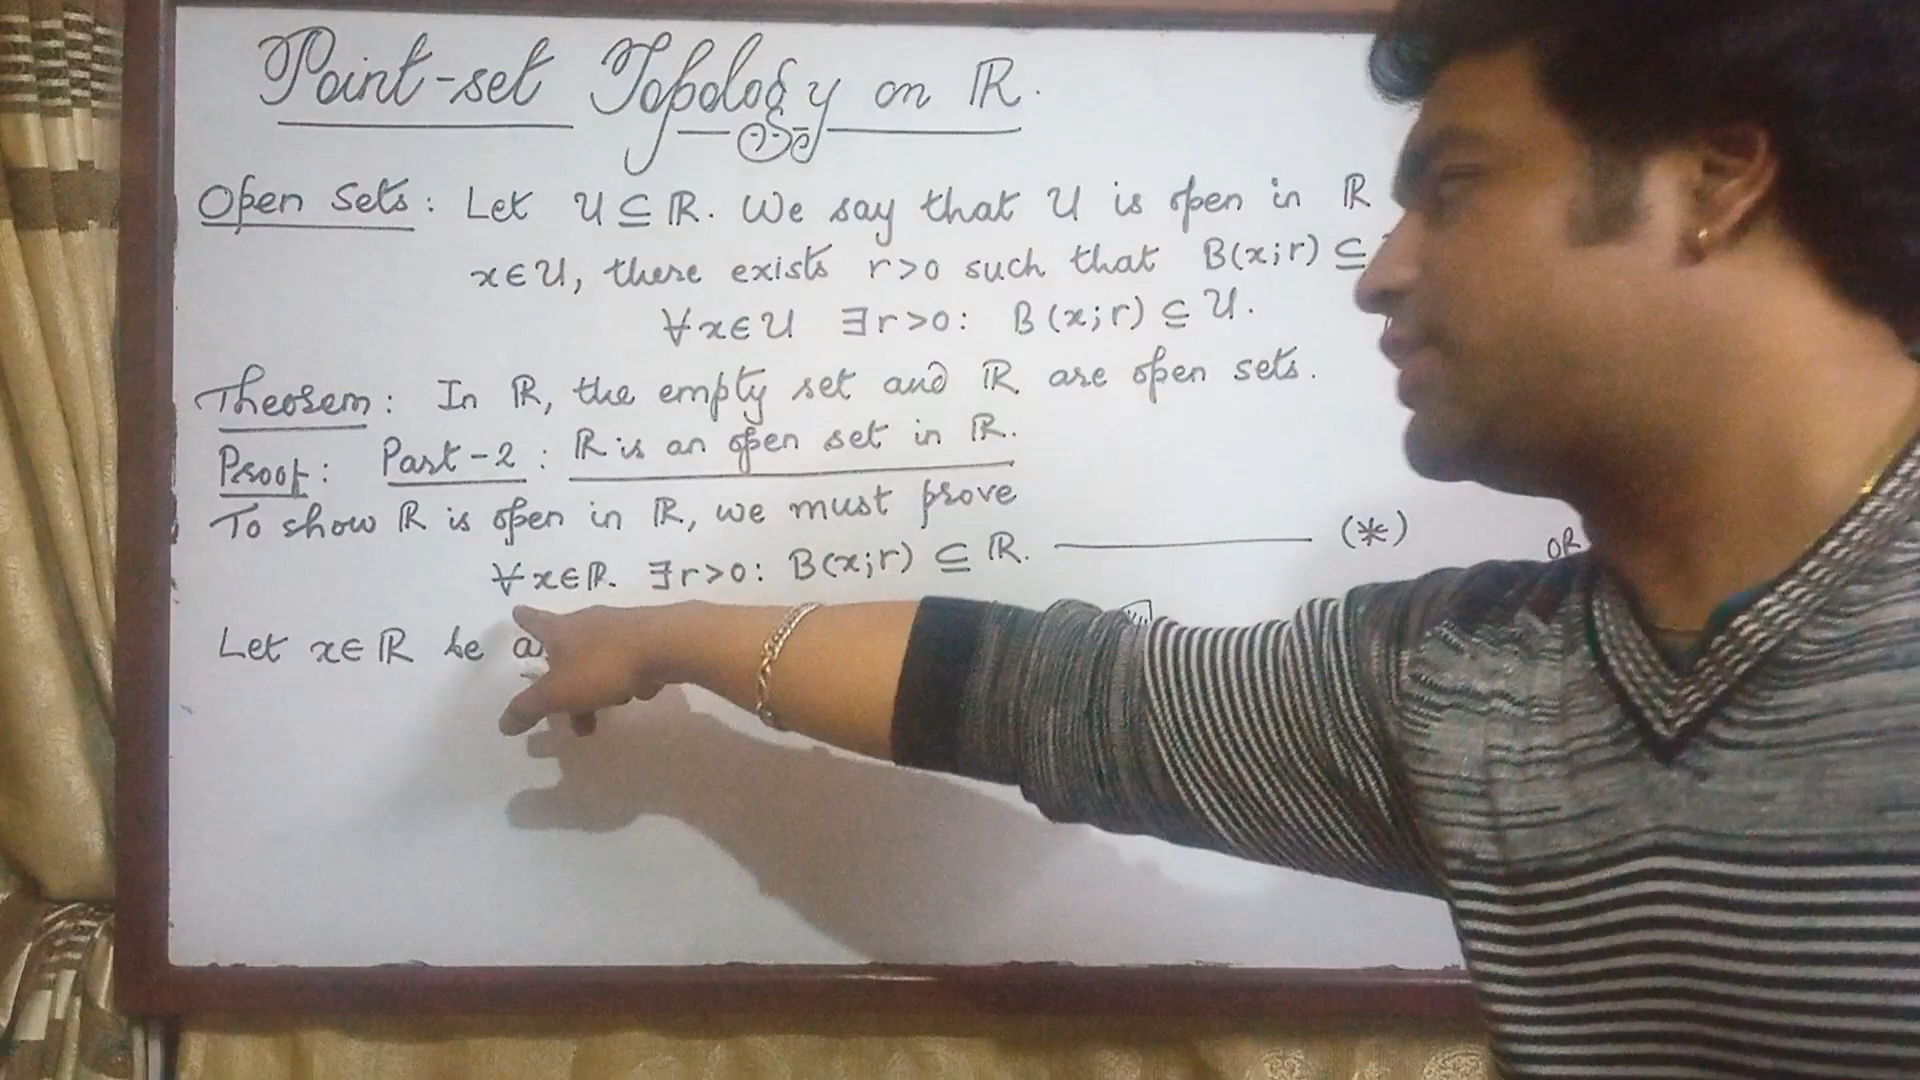 Point-set Topology on ℝ.
Open Sets: Let U ⊆ ℝ. We say that U is open in ℝ
x∈U, there exists r>0 such that B(x;r) ⊆
∀x∈U ∃r>0: B(x;r) ⊆ U.
Theorem: In ℝ, the empty set and ℝ are open sets.
Proof: Part-2: ℝ is an open set in ℝ.
To show ℝ is open in ℝ, we must prove
∀x∈ℝ. ∃r>0: B(x;r) ⊆ ℝ. ——— (*)
OR
Let x∈ℝ be